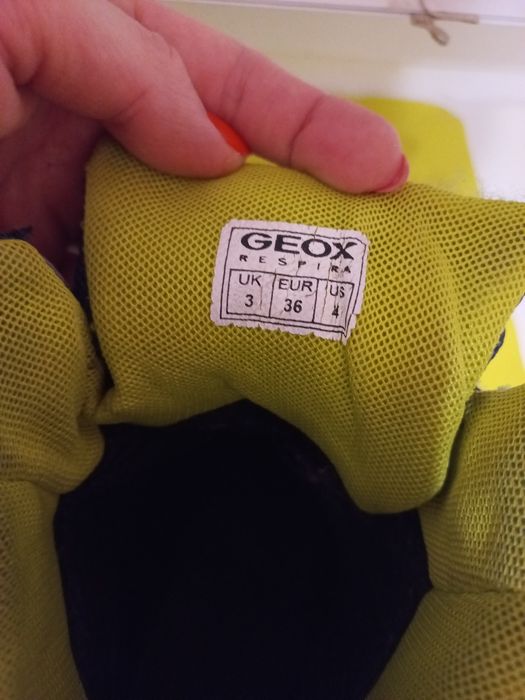 GEOX
RESPIRA
UK EUR US
3 36 4